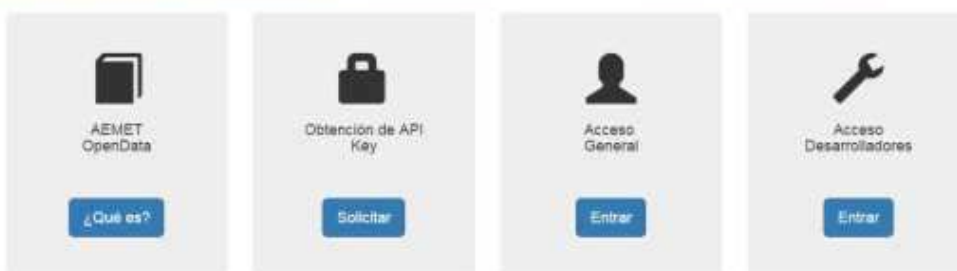 AEMET
OpenData
¿Qué es?
Obtención de API
Key
Solicitar
Acceso
General
Entrar
Acceso
Desarrolladores
Entrar